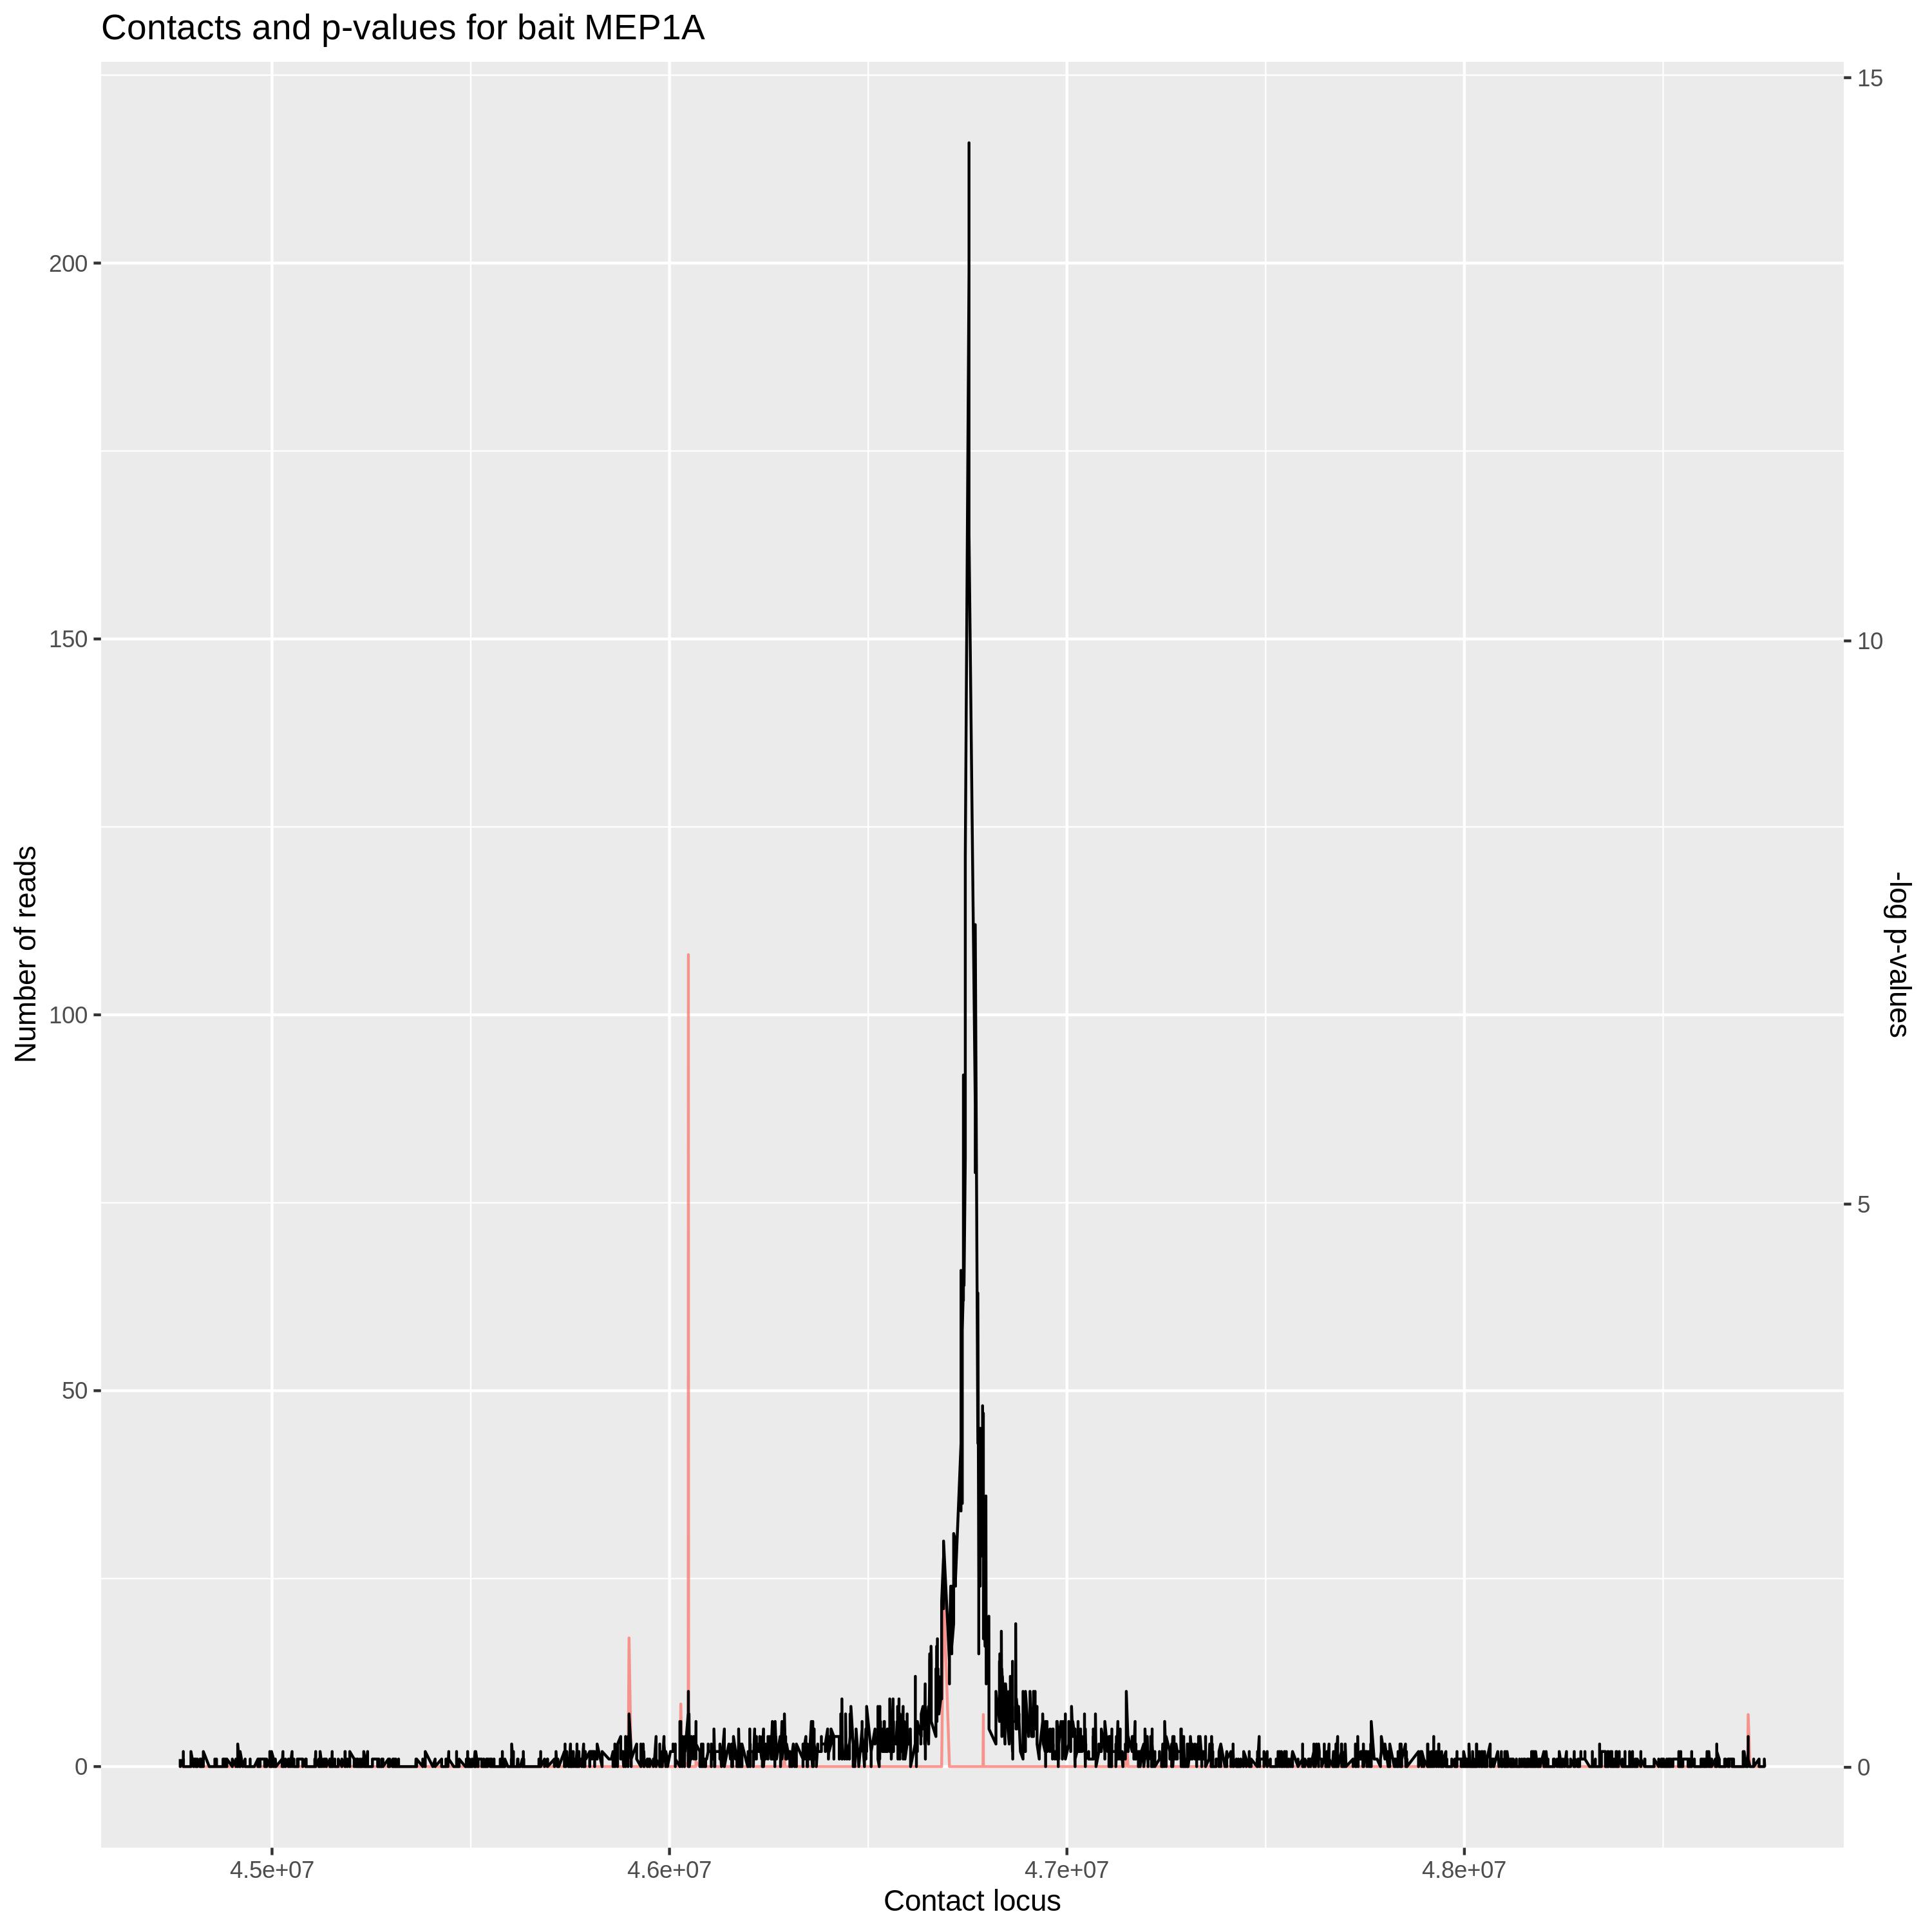 Contacts and p-values for bait MEP1A
Number of reads
200
150
100
50
0
15
10
5
0
-log p-values
4.5e+07
4.6e+07
4.7e+07
4.8e+07
Contact locus